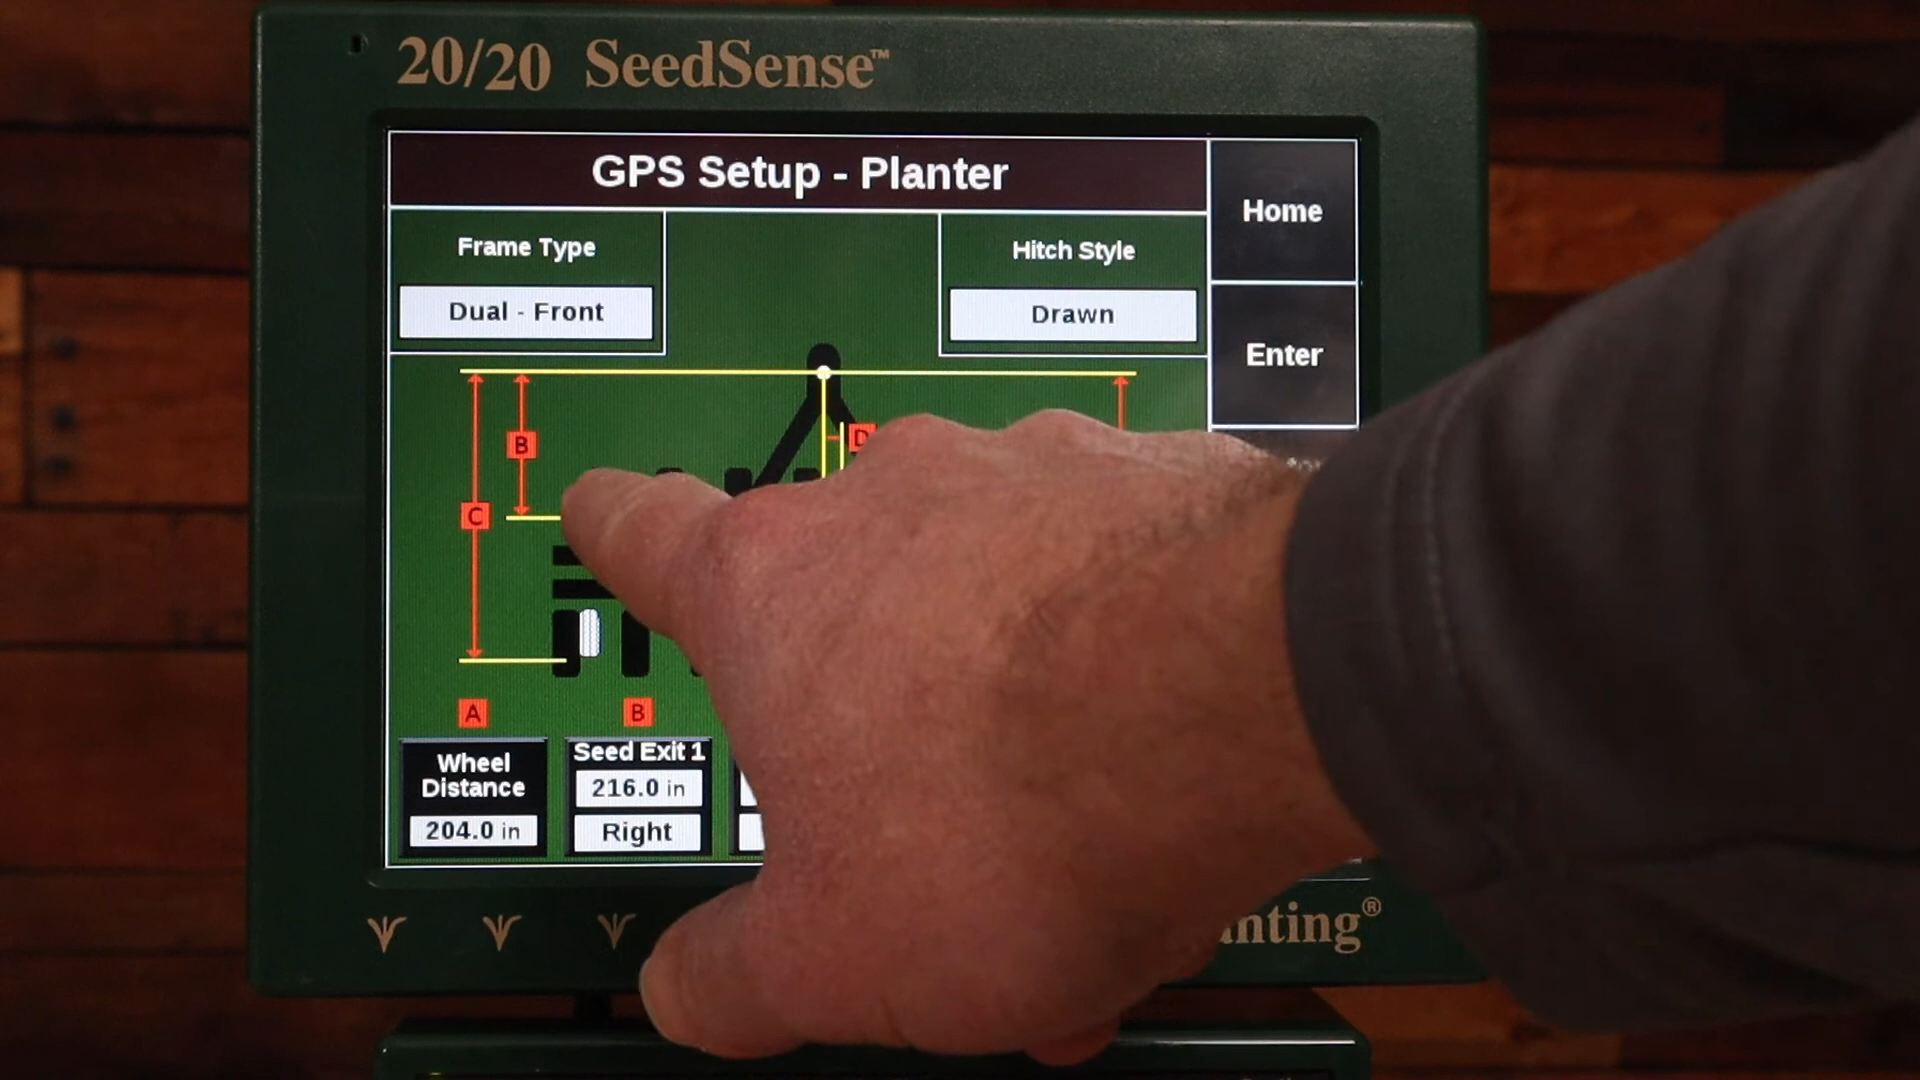 20/20 SeedSense™
GPS Setup - Planter
Home
Frame Type
Hitch Style
Dual - Front
Drawn
Enter
B
D
C
A
B
Wheel
Distance
204.0 in
Seed Exit 1
216.0 in
Right